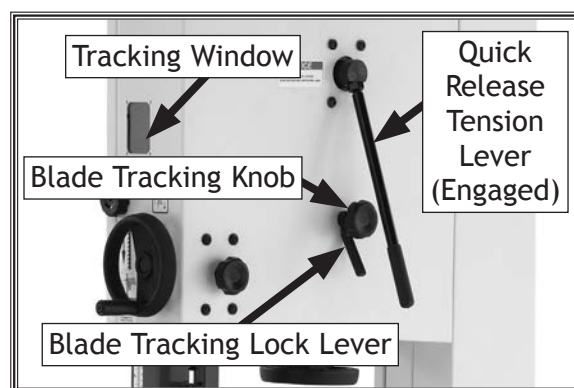 Tracking Window
Quick
Release
Tension
Lever
(Engaged)
Blade Tracking Knob
Blade Tracking Lock Lever